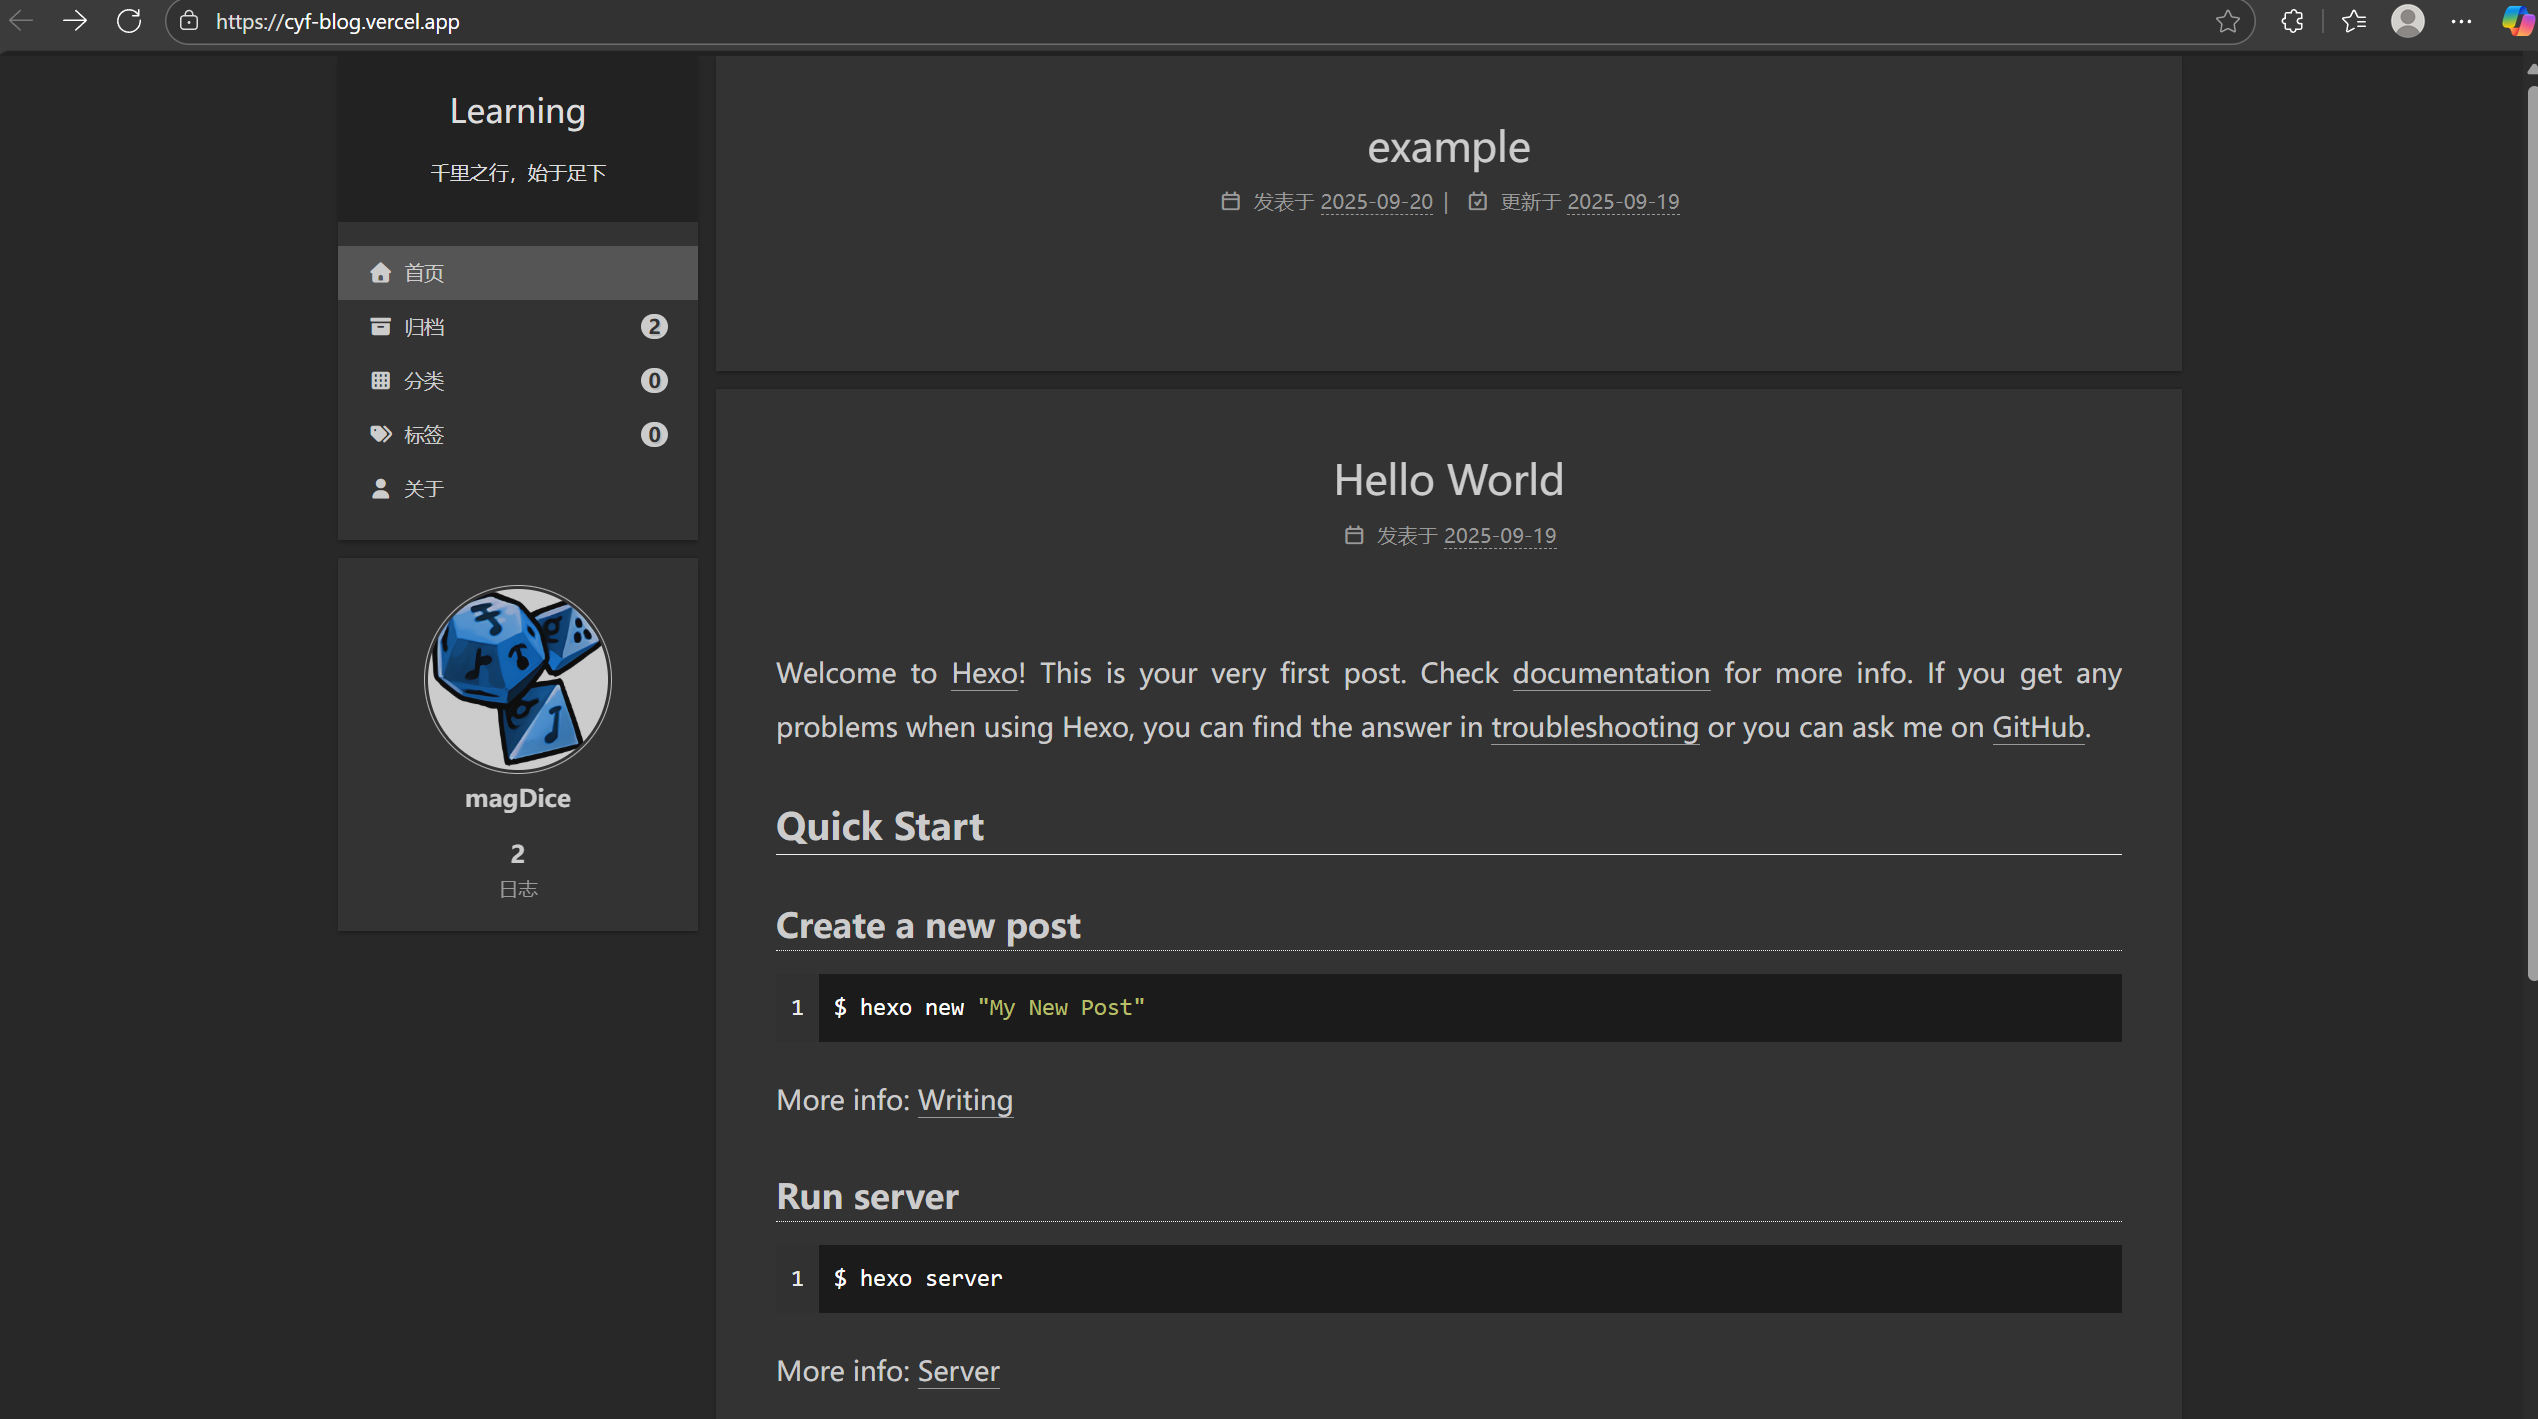 https://cyf-blog.vercel.app
Learning
千里之行，始于足下
首页
归档 2
分类 0
标签 0
关于
magDice
2
日志
example
发表于 2025-09-20 | 更新于 2025-09-19
Hello World
发表于 2025-09-19
Welcome to Hexo! This is your very first post. Check documentation for more info. If you get any
problems when using Hexo, you can find the answer in troubleshooting or you can ask me on GitHub.
Quick Start
Create a new post
1 $ hexo new "My New Post"
More info: Writing
Run server
1 $ hexo server
More info: Server